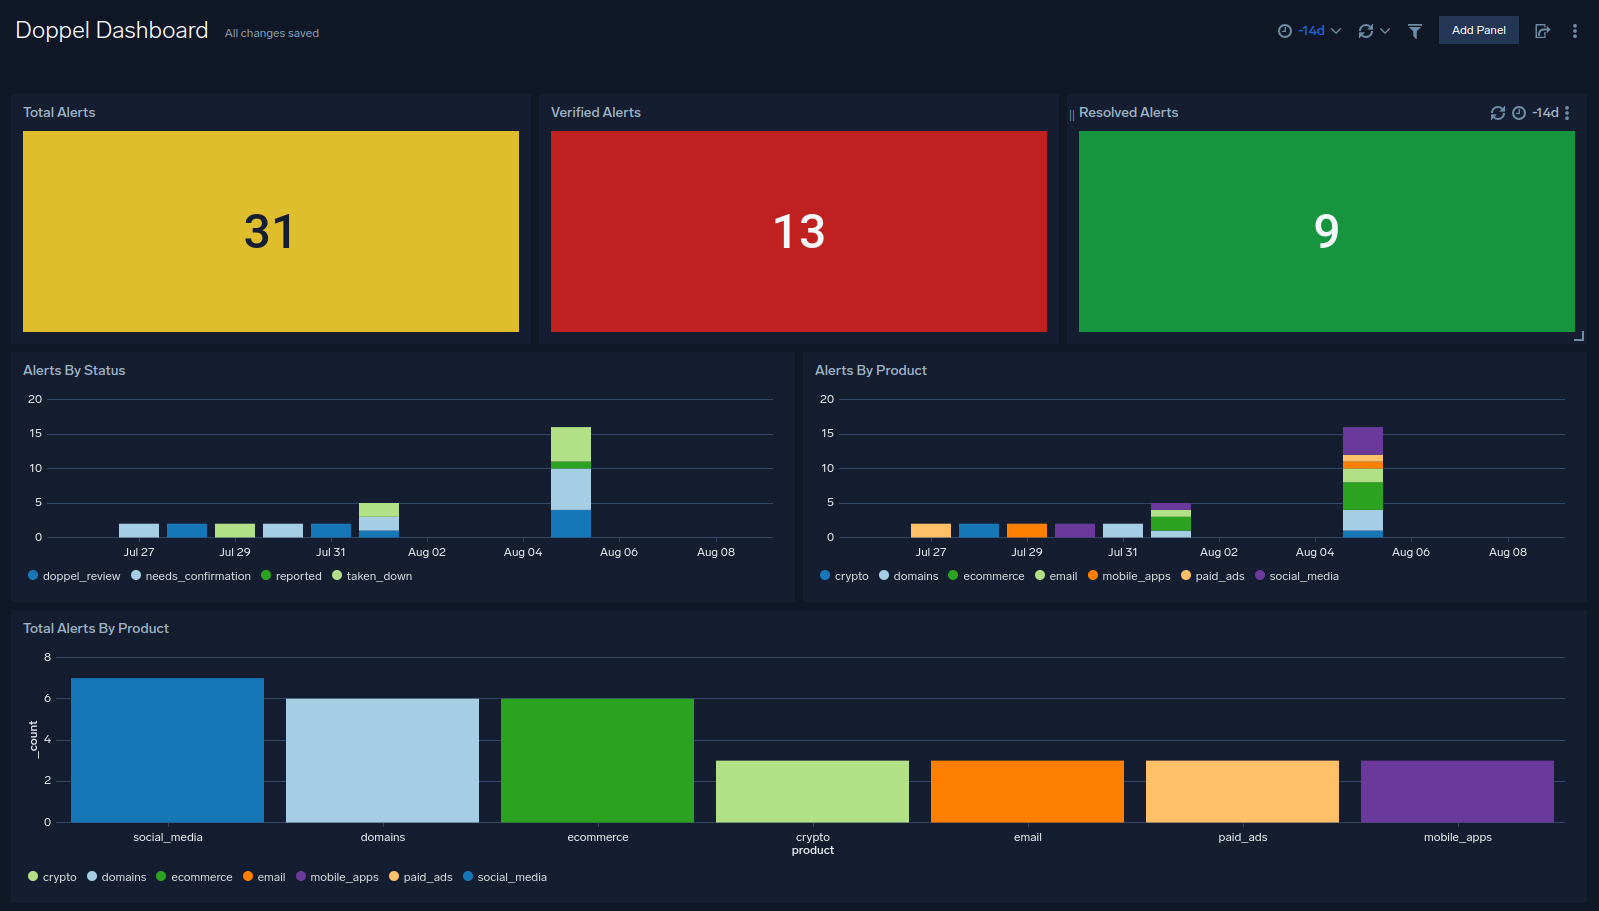 Doppel Dashboard All changes saved -14d Add Panel
Total Alerts
31
Verified Alerts
13
Resolved Alerts -14d
9
Alerts By Status
20
15
10
5
0
Jul 27 Jul 29 Jul 31 Aug 02 Aug 04 Aug 06 Aug 08
doppel_review needs_confirmation reported taken_down
Alerts By Product
20
15
10
5
0
Jul 27 Jul 29 Jul 31 Aug 02 Aug 04 Aug 06 Aug 08
crypto domains ecommerce email mobile_apps paid_ads social_media
Total Alerts By Product
8
6
4
2
0
_count
social_media domains ecommerce crypto email paid_ads mobile_apps
product
crypto domains ecommerce email mobile_apps paid_ads social_media